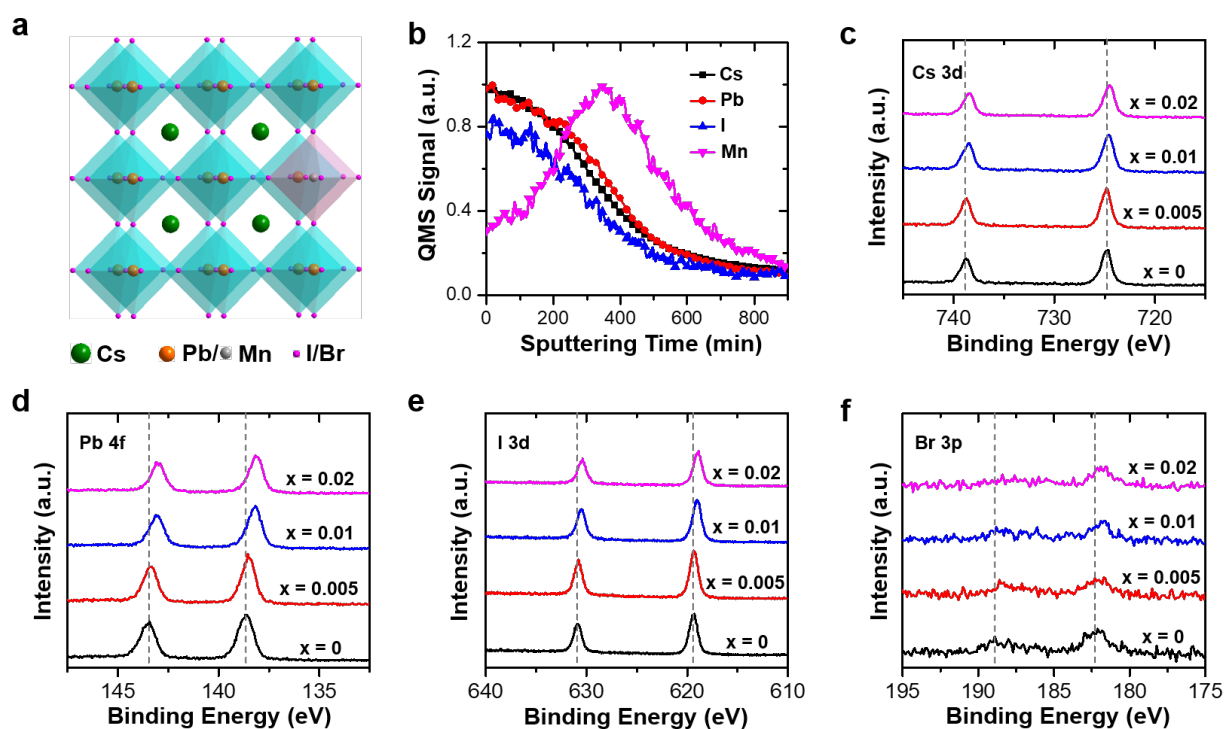 a
Cs Pb/ Mn I/Br
b
QMS Signal (a.u.)
1.2
0.8
0.4
0.0
Cs
Pb
I
Mn
0 200 400 600 800
Sputtering Time (min)
c
Intensity (a.u.)
Cs 3d
x = 0.02
x = 0.01
x = 0.005
x = 0
740 730 720
Binding Energy (eV)
d
Intensity (a.u.)
Pb 4f
x = 0.02
x = 0.01
x = 0.005
x = 0
145 140 135
Binding Energy (eV)
e
Intensity (a.u.)
I 3d
x = 0.02
x = 0.01
x = 0.005
x = 0
640 630 620 610
Binding Energy (eV)
f
Intensity (a.u.)
Br 3p
x = 0.02
x = 0.01
x = 0.005
x = 0
195 190 185 180 175
Binding Energy (eV)